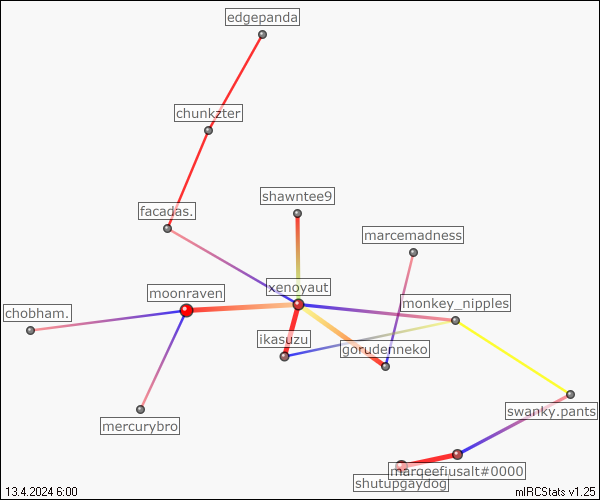 edgepanda
chunkzter
shawntee9
facadas.
marcemadness
xenoyaut
moonraven
monkey_nipples
chobham.
ikasuzu
gorudenneko
swanky.pants
mercurybro
marqeefiusalt#0000
shutupgaydog
13.4.2024 6:00
mIRCStats v1.25